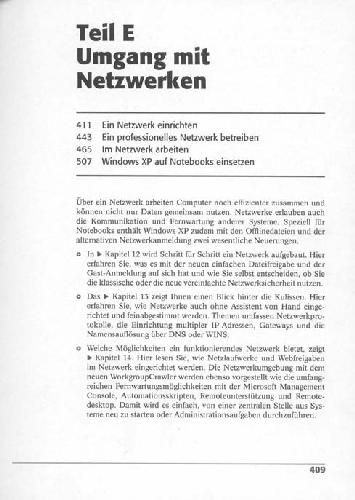 Teil E
Umgang mit
Netzwerken
411 Ein Netzwerk einrichten
443 Ein professionelles Netzwerk betreiben
465 Im Netzwerk arbeiten
507 Windows XP auf Notebooks einsetzen
Über ein Netzwerk arbeiten Computer noch effizienter zusammen und
können nicht nur Daten gemeinsam nutzen. Netzwerke erlauben auch
die Kommunikation und Fernwartung anderer Systeme. Speziell für
Notebooks enthält Windows XP zudem mit den Offlinedateien und der
alternativen Netzwerkanmeldung zwei wesentliche Neuerungen.
o In ▶ Kapitel 12 wird Schritt für Schritt ein Netzwerk aufgebaut. Hier
erfahren Sie, was es mit der neuen einfachen Dateifreigabe und der
Gast-Anmeldung auf sich hat und wie Sie selbst entscheiden, ob Sie
die klassische oder die neue vereinfachte Netzwerksicherheit nutzen.
o Das ▶ Kapitel 13 zeigt Ihnen einen Blick hinter die Kulissen. Hier
erfahren Sie, wie Netzwerke auch ohne Assistent von Hand einge-
richtet und feinabgestimmt werden. Themen umfassen Netzwerkpro-
tokolle, die Einrichtung multipler IP-Adressen, Gateways und die
Namensauflösung über DNS oder WINS.
o Welche Möglichkeiten ein funktionierendes Netzwerk bietet, zeigt
▶ Kapitel 14. Hier lesen Sie, wie Netzlaufwerke und Webfreigaben
im Netzwerk eingerichtet werden. Die Netzwerkumgebung mit dem
neuen WorkgroupCrawler werden ebenso vorgestellt wie die umfang-
reichen Fernwartungsmöglichkeiten mit der Microsoft Management
Console, Automationsskripten, Remoteunterstützung und Remote-
desktop. Damit wird es einfach, von einer zentralen Stelle aus Sys-
teme neu zu starten oder Administrationsaufgaben durchzuführen.
409